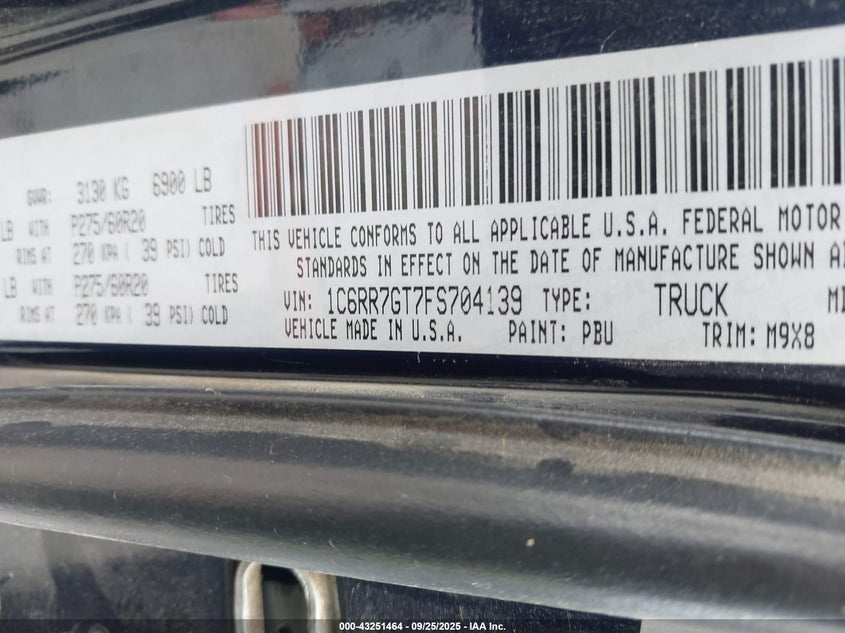 GVWR: 3130 KG 6900 LB
LB WITH P275/60R20 TIRES
RIMS AT 270 KPA ( 39 PSI) COLD
LB WITH P275/60R20 TIRES
RIMS AT 270 KPA ( 39 PSI) COLD
THIS VEHICLE CONFORMS TO ALL APPLICABLE U.S.A. FEDERAL MOTOR
STANDARDS IN EFFECT ON THE DATE OF MANUFACTURE SHOWN
VIN: 1C6RR7GT7FS704139 TYPE: TRUCK
VEHICLE MADE IN U.S.A. PAINT: PBU TRIM: M9X8
000-43251464 - 09/25/2025 - IAA Inc.